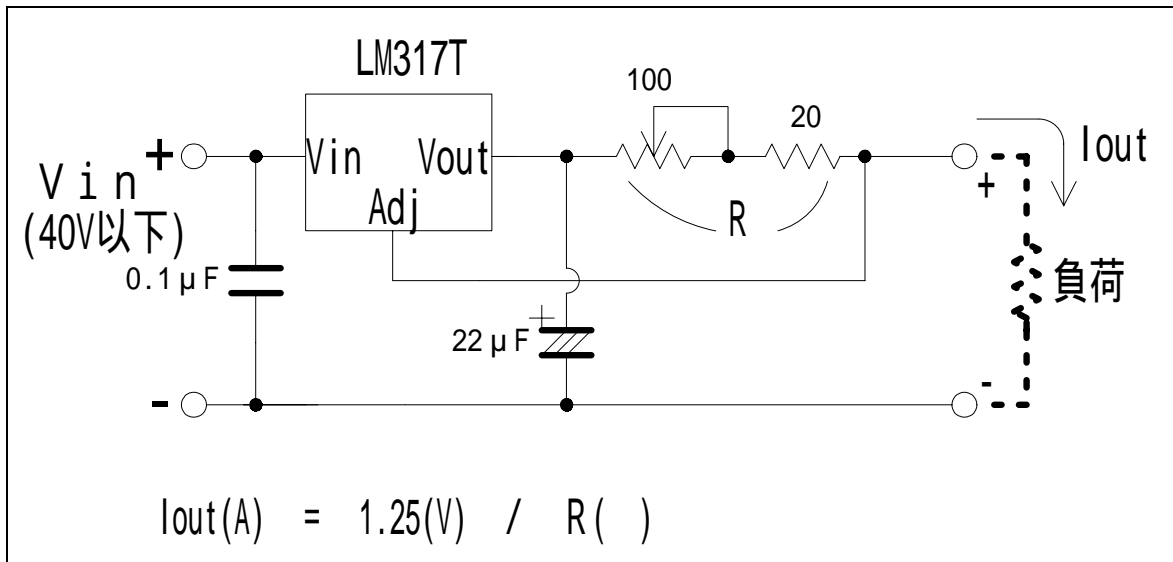 LM317T
100
20
Vin
Vout
Adj
+
Vin
(40V以下)
0.1μF
R
Iout
+
負荷
+
22μF
-
-
Iout(A) = 1.25(V) / R( )